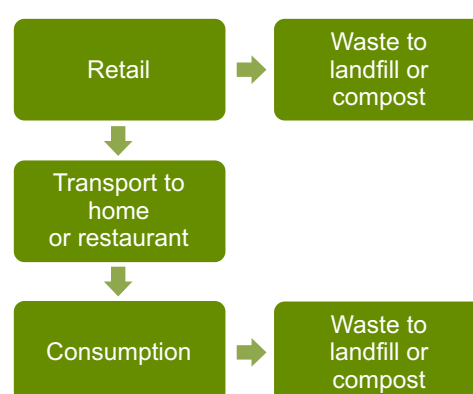 Retail
Waste to
landfill or
compost
Transport to
home
or restaurant
Consumption
Waste to
landfill or
compost